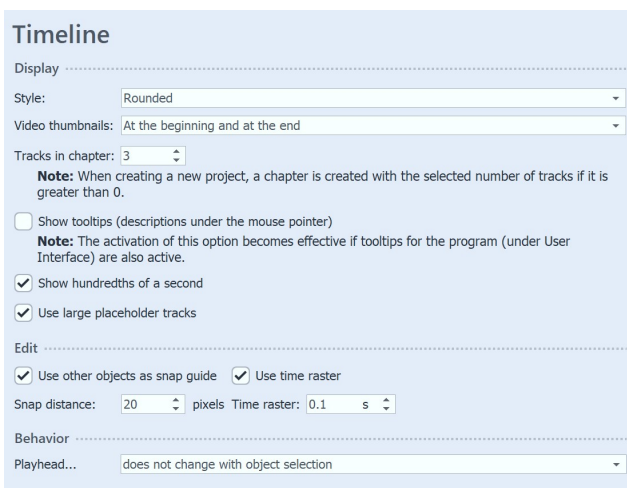 Timeline
Display
Style: Rounded
Video thumbnails: At the beginning and at the end
Tracks in chapter: 3
Note: When creating a new project, a chapter is created with the selected number of tracks if it is
greater than 0.
Show tooltips (descriptions under the mouse pointer)
Note: The activation of this option becomes effective if tooltips for the program (under User
Interface) are also active.
Show hundredths of a second
Use large placeholder tracks
Edit
Use other objects as snap guide Use time raster
Snap distance: 20 pixels Time raster: 0.1 s
Behavior
Playhead... does not change with object selection